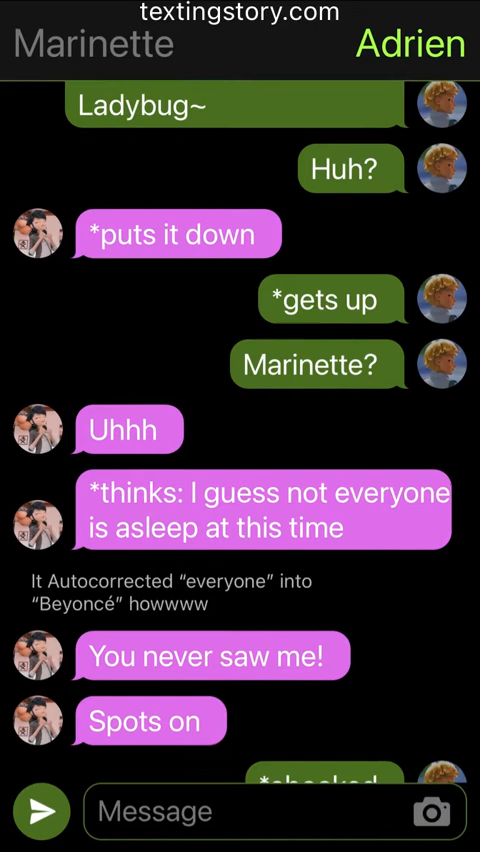 textingstory.com
Marinette
Adrien
Ladybug~
Huh?
*puts it down
*gets up
Marinette?
Uhhh
*thinks: I guess not everyone
is asleep at this time
It Autocorrected “everyone” into
“Beyoncé” howwww
You never saw me!
Spots on
Message